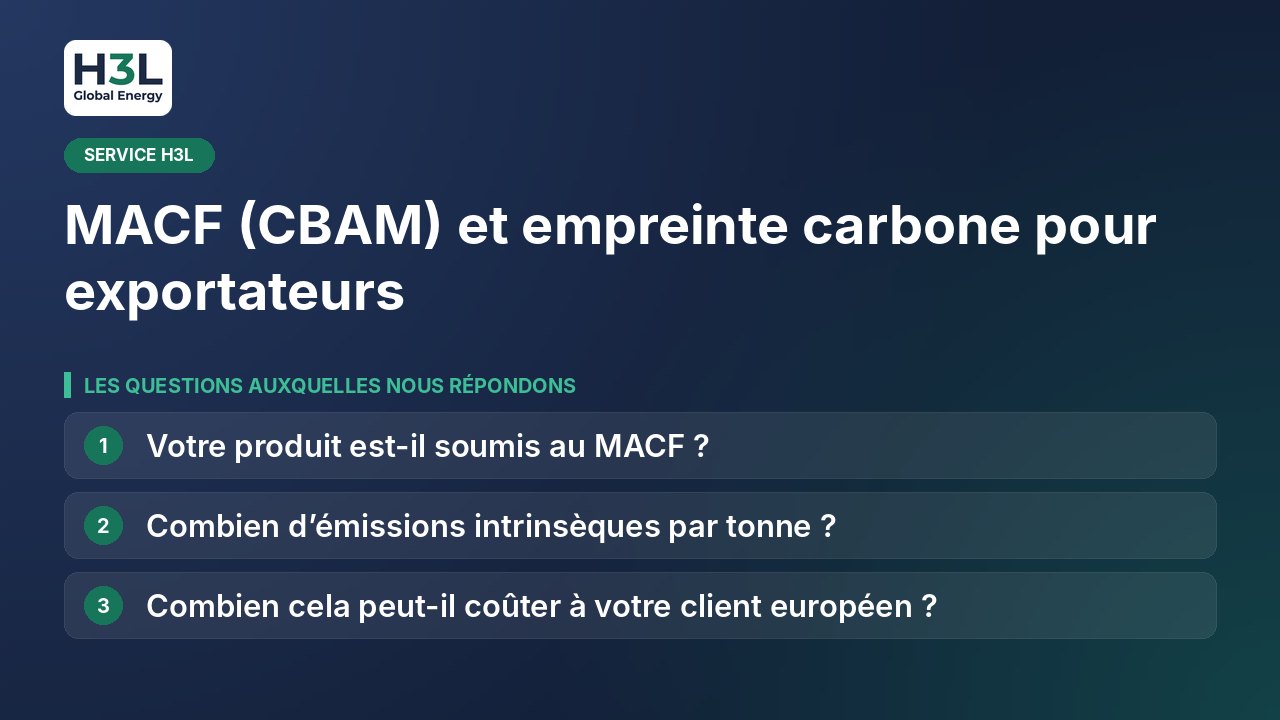 H3L
Global Energy
SERVICE H3L
MACF (CBAM) et empreinte carbone pour
exportateurs
LES QUESTIONS AUXQUELLES NOUS RÉPONDONS
1 Votre produit est-il soumis au MACF ?
2 Combien d’émissions intrinsèques par tonne ?
3 Combien cela peut-il coûter à votre client européen ?